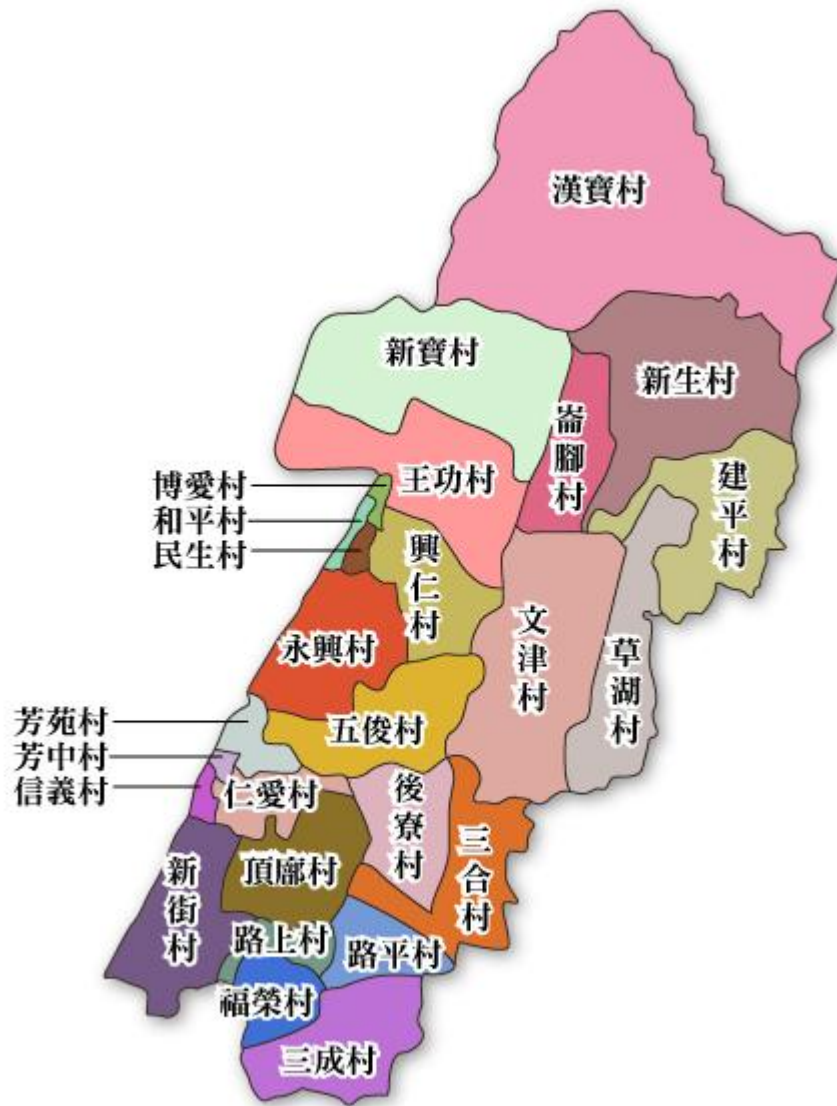 漢寶村
新寶村
新生村
崙腳村
建平村
王功村
博愛村
和平村
民生村
興仁村
文津村
草湖村
永興村
芳苑村
五俊村
芳中村
信義村
仁愛村
後寮村
三合村
頂廍村
新街村
路上村
路平村
福榮村
三成村